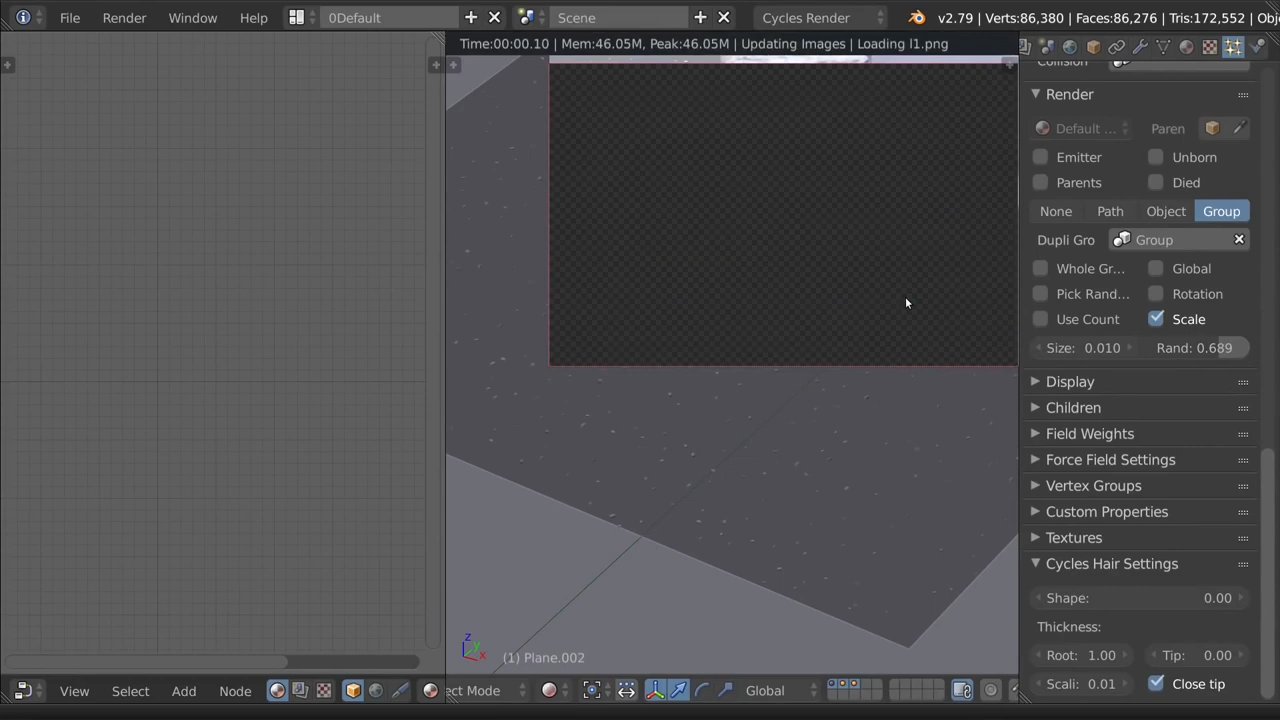 File Render Window Help 0Default Scene Cycles Render v2.79 | Verts:86,380 | Faces:86,276 | Tris:172,552 | Obj
Time:00:00.10 | Mem:46.05M, Peak:46.05M | Updating Images | Loading l1.png
Collision
Render
Default ... Paren
Emitter Unborn
Parents Died
None Path Object Group
Dupli Gro Group
Whole Gr... Global
Pick Rand... Rotation
Use Count Scale
Size: 0.010 Rand: 0.689
Display
Children
Field Weights
Force Field Settings
Vertex Groups
Custom Properties
Textures
Cycles Hair Settings
Shape: 0.00
Thickness:
Root: 1.00 Tip: 0.00
Scali: 0.01 Close tip
z
y
x
(1) Plane.002
View Select Add Node ect Mode Global